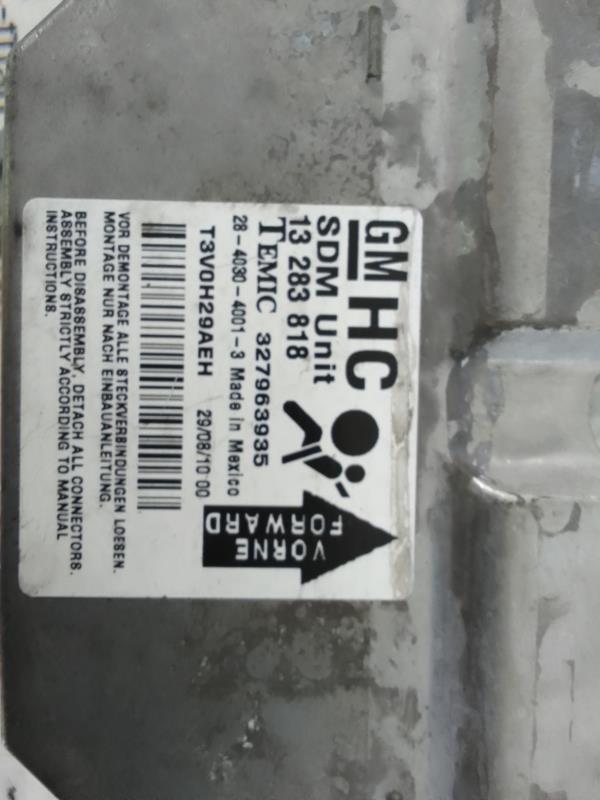 GM HC
SDM Unit
13 283 818
TEMIC 327963935
28-4030-4001-3 Made in Mexico
T3V0H29AEH 29/08/10 00
VORNE
FORWARD
VOR DEMONTAGE ALLE STECKVERBINDUNGEN LOESEN.
MONTAGE NUR NACH EINBAUANLEITUNG.
BEFORE DISASSEMBLY, DETACH ALL CONNECTORS.
ASSEMBLY STRICTLY ACCORDING TO MANUAL
INSTRUCTIONS.